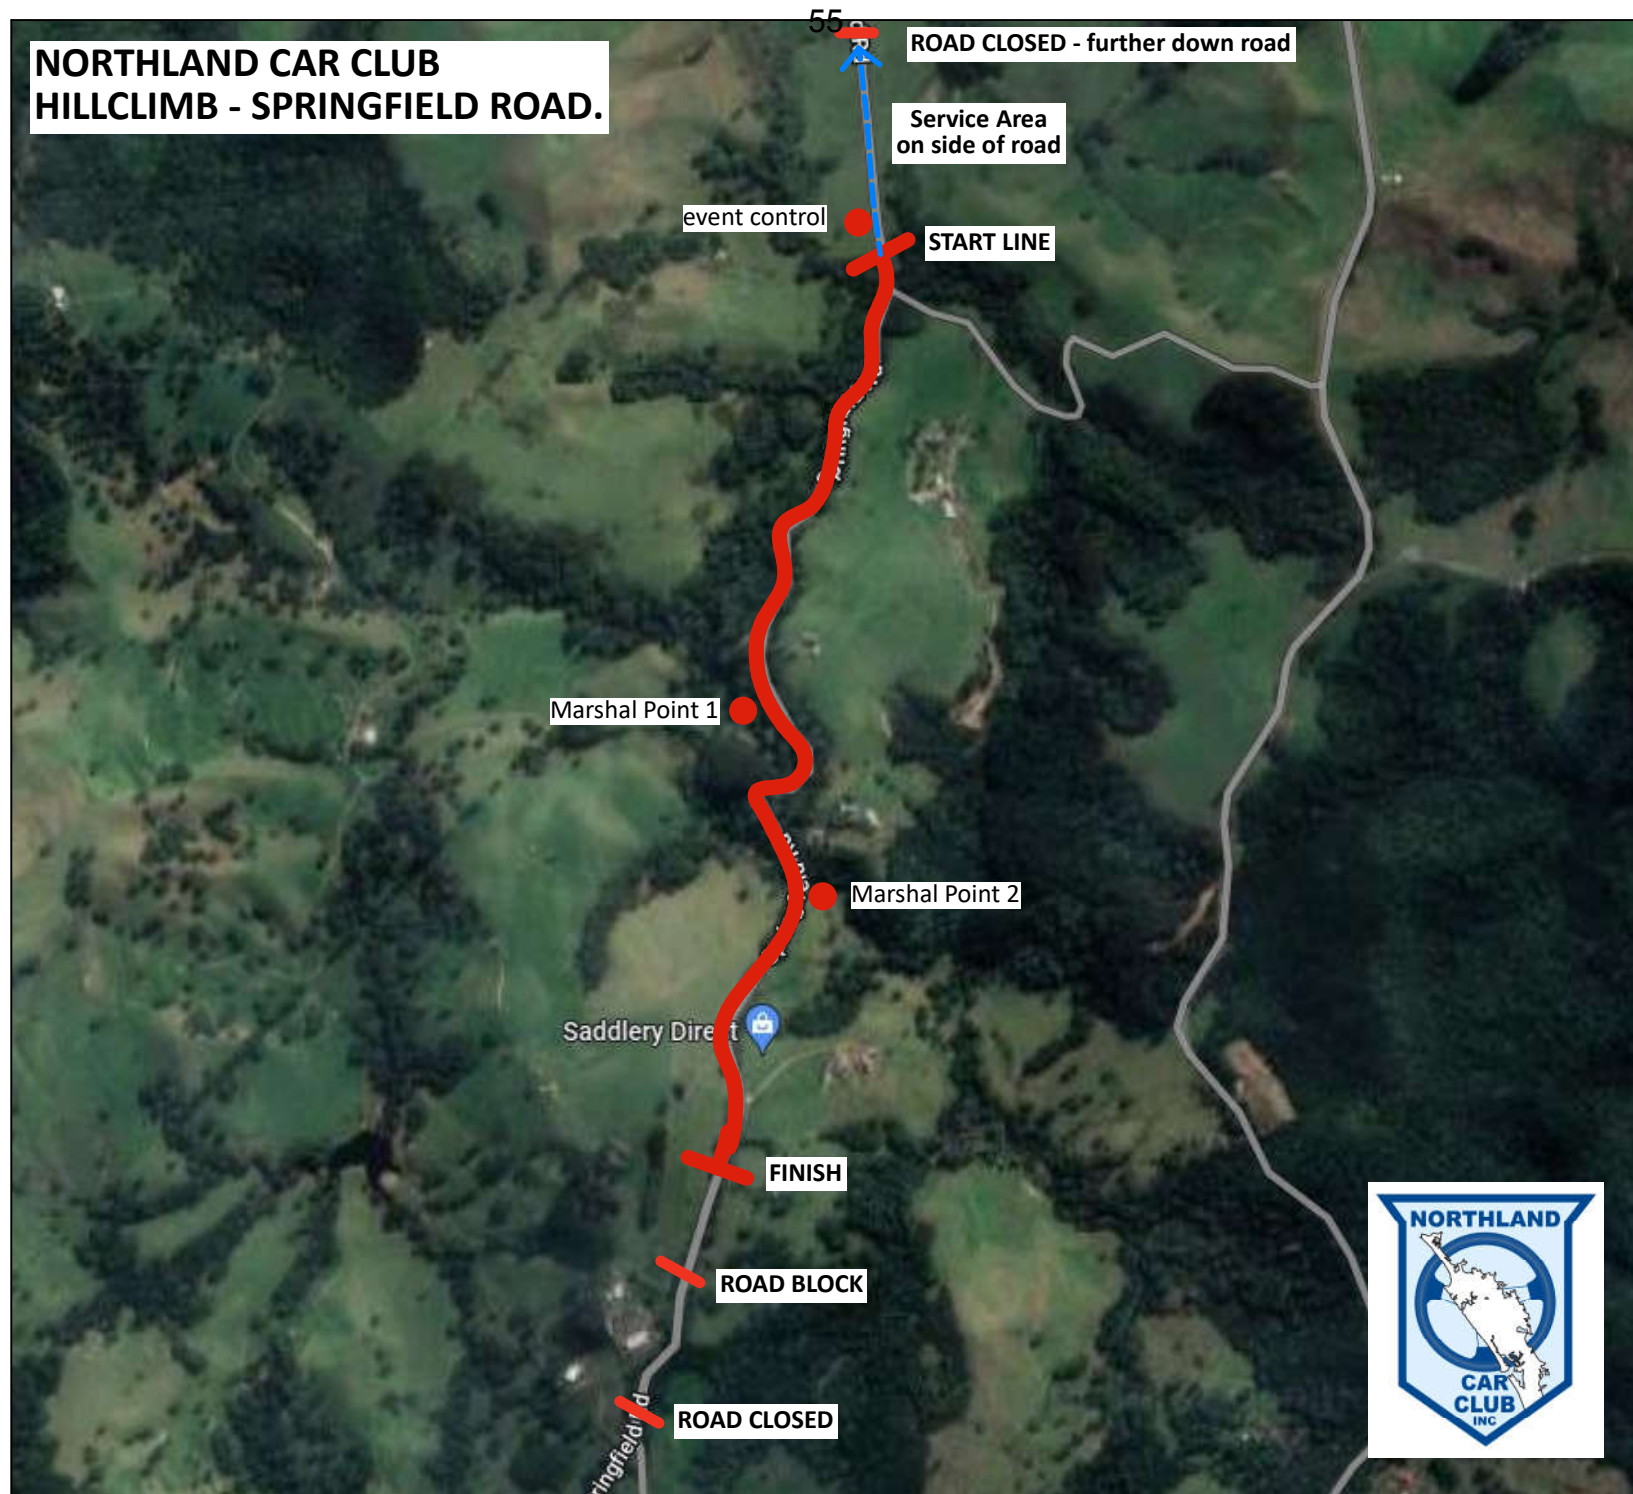 55
NORTHLAND CAR CLUB
HILLCLIMB - SPRINGFIELD ROAD.
ROAD CLOSED - further down road
Service Area
on side of road
event control
START LINE
Marshal Point 1
Marshal Point 2
Saddlery Direct
FINISH
ROAD BLOCK
ROAD CLOSED
NORTHLAND
CAR
CLUB
INC